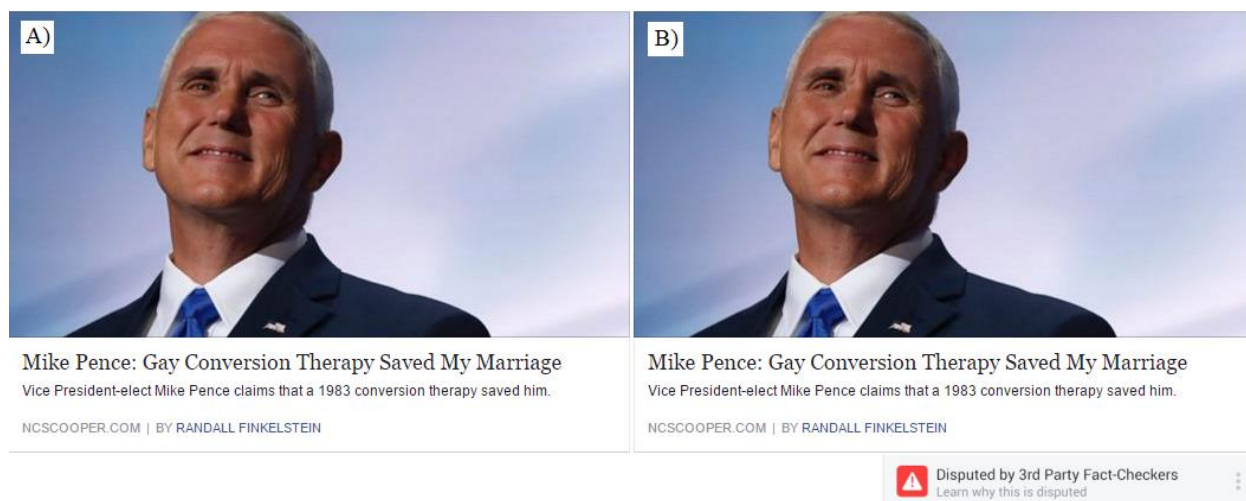 A)
Mike Pence: Gay Conversion Therapy Saved My Marriage
Vice President-elect Mike Pence claims that a 1983 conversion therapy saved him.
NCSCOOPER.COM | BY RANDALL FINKELSTEIN
B)
Mike Pence: Gay Conversion Therapy Saved My Marriage
Vice President-elect Mike Pence claims that a 1983 conversion therapy saved him.
NCSCOOPER.COM | BY RANDALL FINKELSTEIN
Disputed by 3rd Party Fact-Checkers
Learn why this is disputed